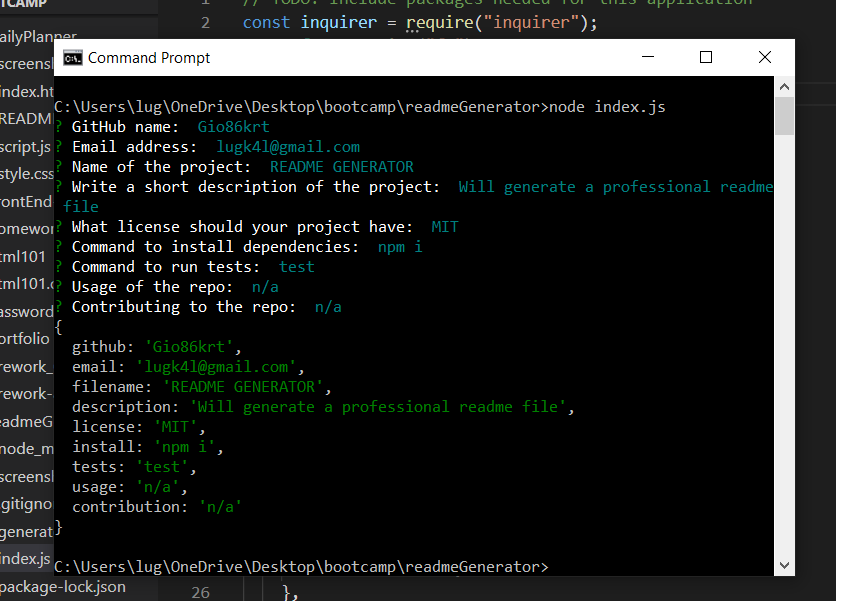 TCAMP
// TODO: Include packages needed for this application
2 const inquirer = require("inquirer");
ailyPlanner
Command Prompt
screensh
index.ht
READM
script.js
style.css
rontEnd
omewor
tml101
tml101.c
assword
ortfolio
rework_
rework-
eadmeG
node_m
screensh
.gitigno
generat
index.js
package-lock.json
C:\Users\lug\OneDrive\Desktop\bootcamp\readmeGenerator>node index.js
? GitHub name: Gio86krt
? Email address: lugk4l@gmail.com
? Name of the project: README GENERATOR
? Write a short description of the project: Will generate a professional readme
file
? What license should your project have: MIT
? Command to install dependencies: npm i
? Command to run tests: test
? Usage of the repo: n/a
? Contributing to the repo: n/a
{
github: 'Gio86krt',
email: 'lugk4l@gmail.com',
filename: 'README GENERATOR',
description: 'Will generate a professional readme file',
license: 'MIT',
install: 'npm i',
tests: 'test',
usage: 'n/a',
contribution: 'n/a'
}
C:\Users\lug\OneDrive\Desktop\bootcamp\readmeGenerator>
26 },